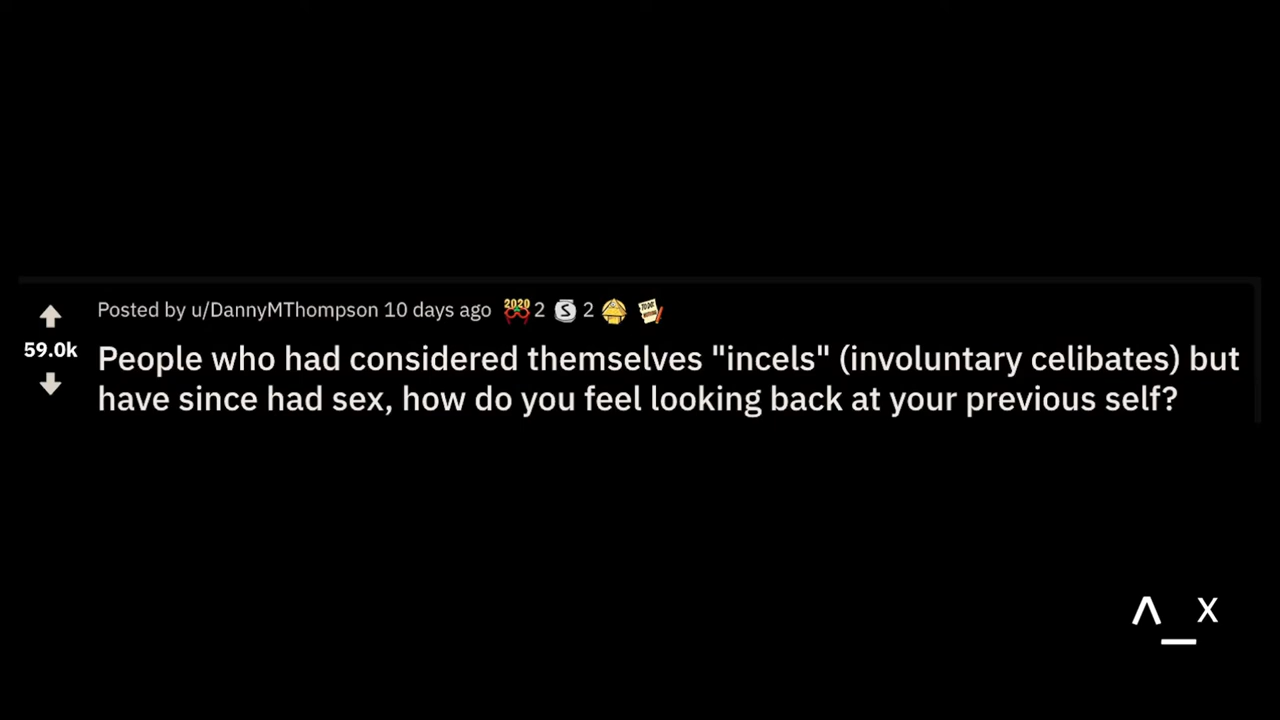 Posted by u/DannyMThompson 10 days ago 2 2
59.0k
People who had considered themselves "incels" (involuntary celibates) but
have since had sex, how do you feel looking back at your previous self?
^_x